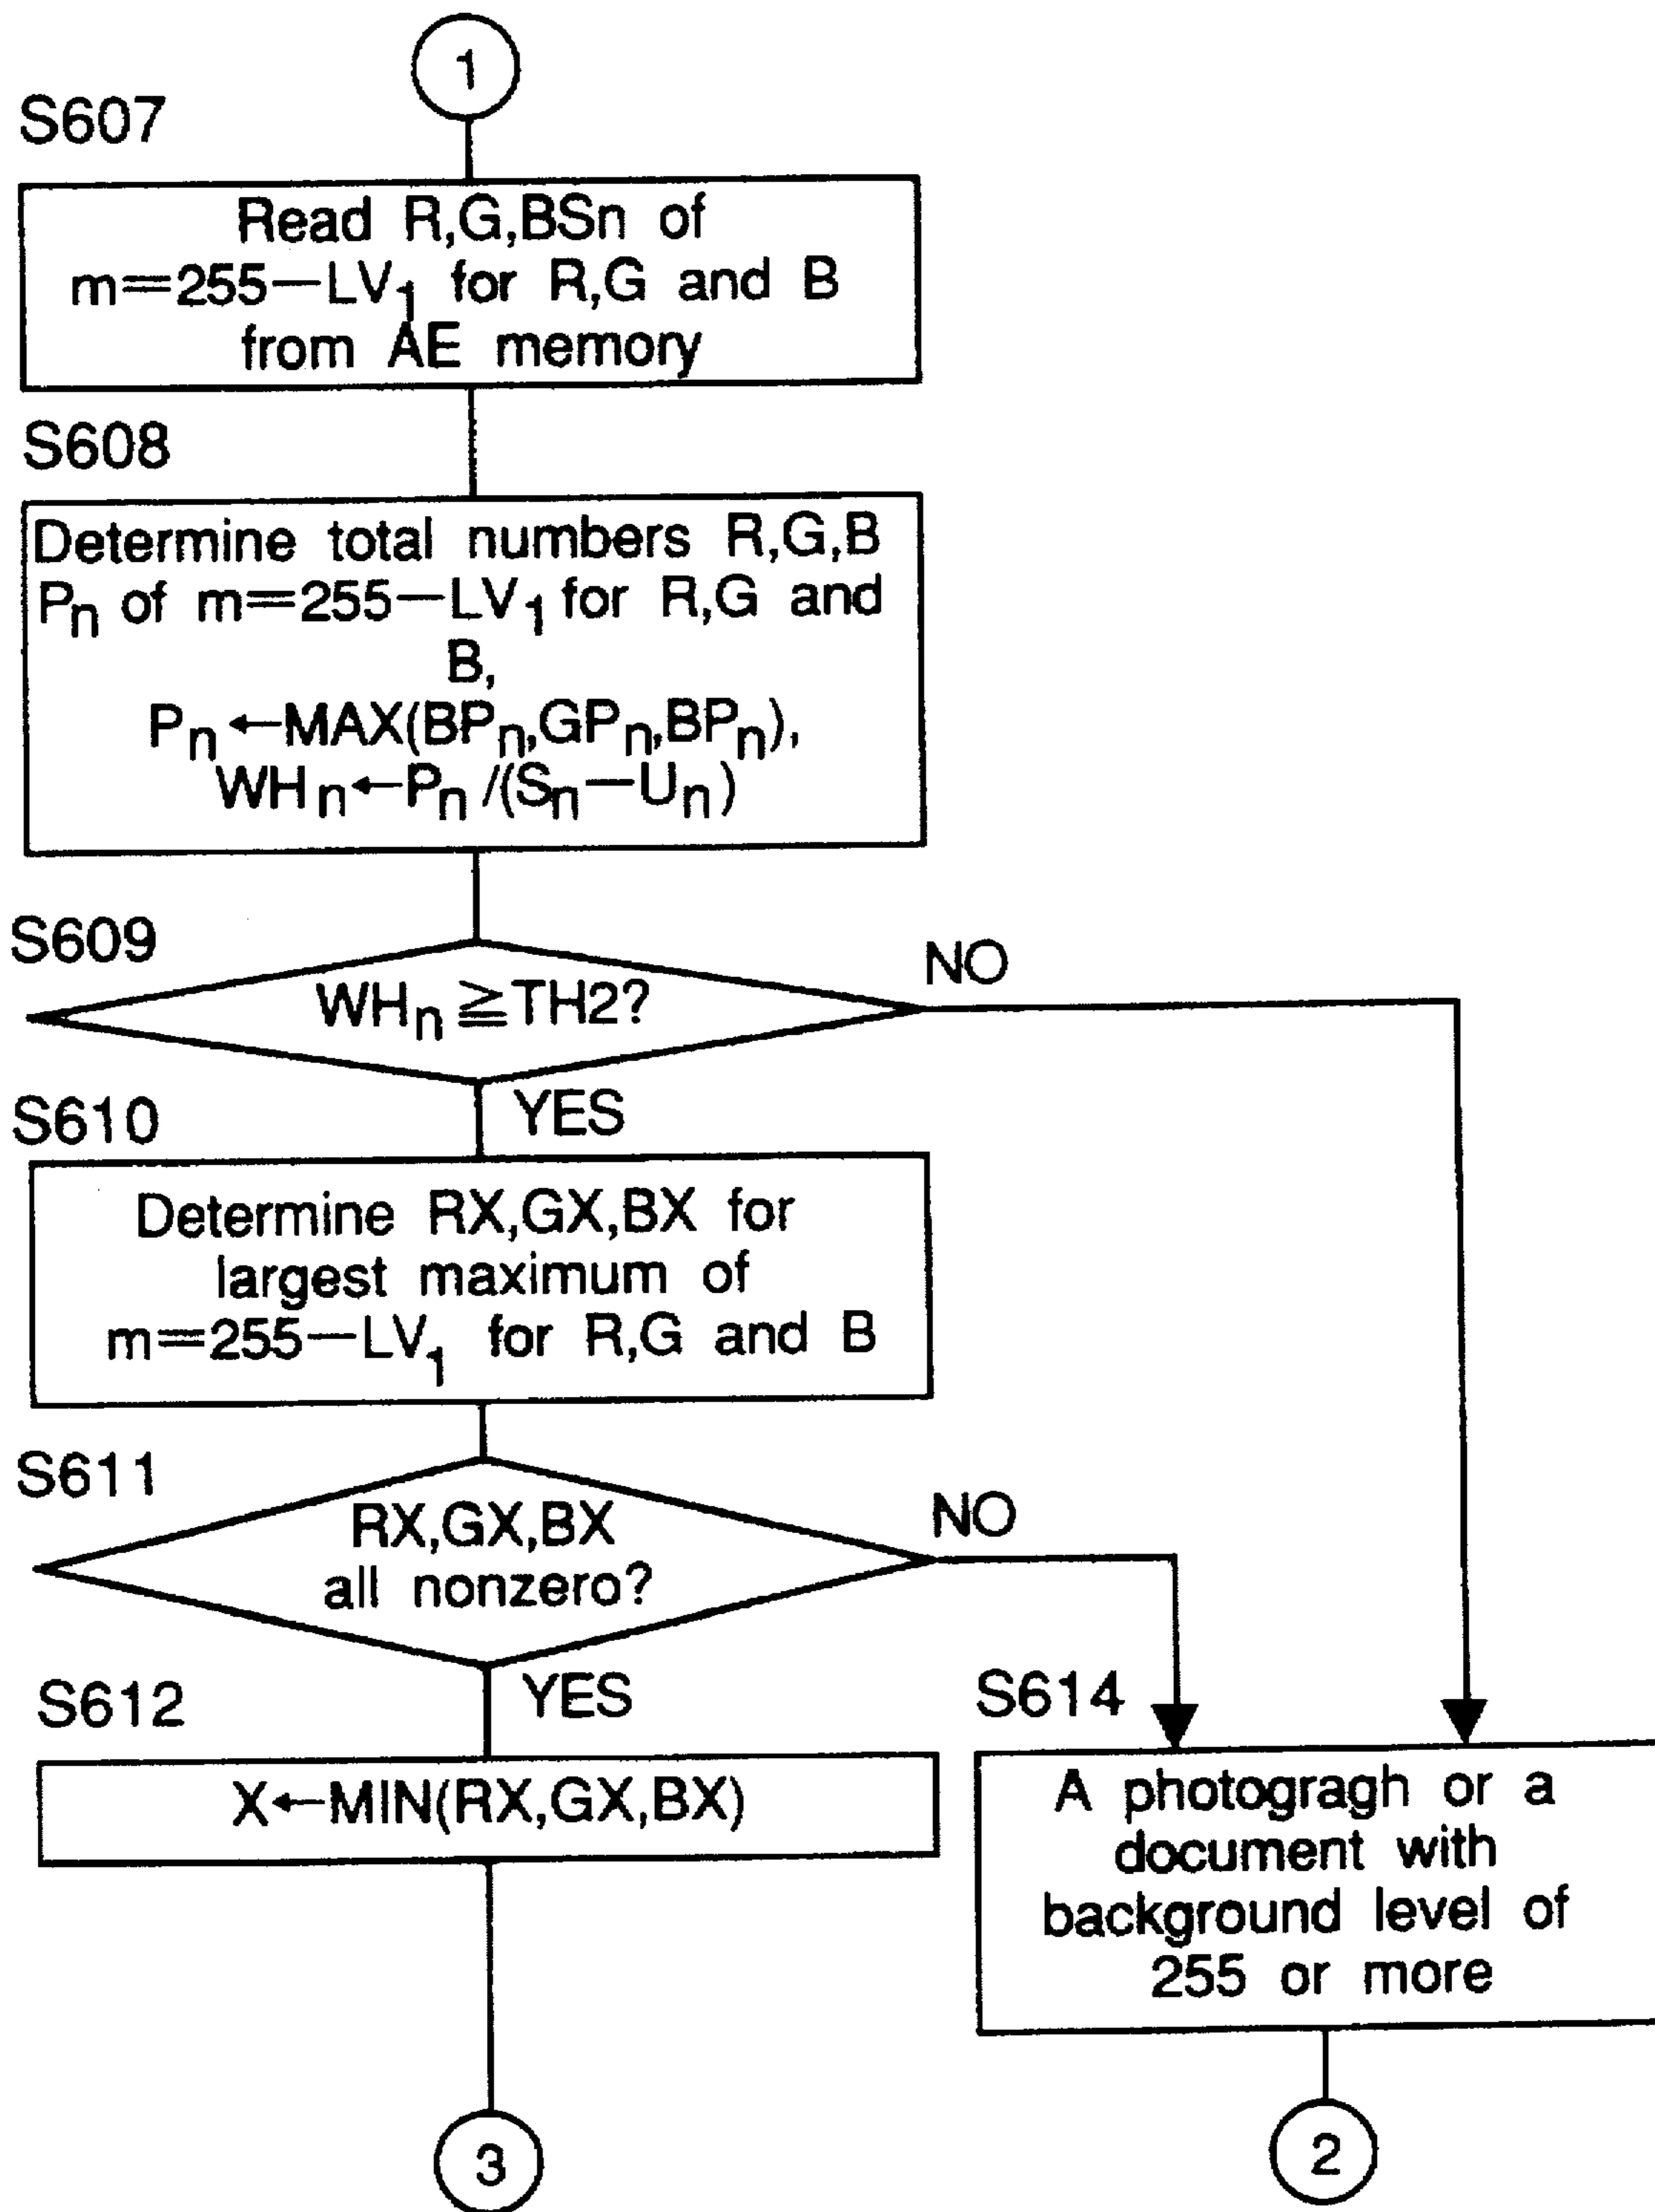 1
S607
Read R,G,BSn of
m=255−LV₁ for R,G and B
from AE memory
S608
Determine total numbers R,G,B
Pₙ of m=255−LV₁ for R,G and
B,
Pₙ←MAX(BPₙ,GPₙ,BPₙ),
WHₙ←Pₙ/(Sₙ−Uₙ)
S609
WHₙ≧TH2?
NO
YES
S610
Determine RX,GX,BX for
largest maximum of
m=255−LV₁ for R,G and B
S611
RX,GX,BX
all nonzero?
NO
YES
S612
X←MIN(RX,GX,BX)
3
S614
A photogragh or a
document with
background level of
255 or more
2